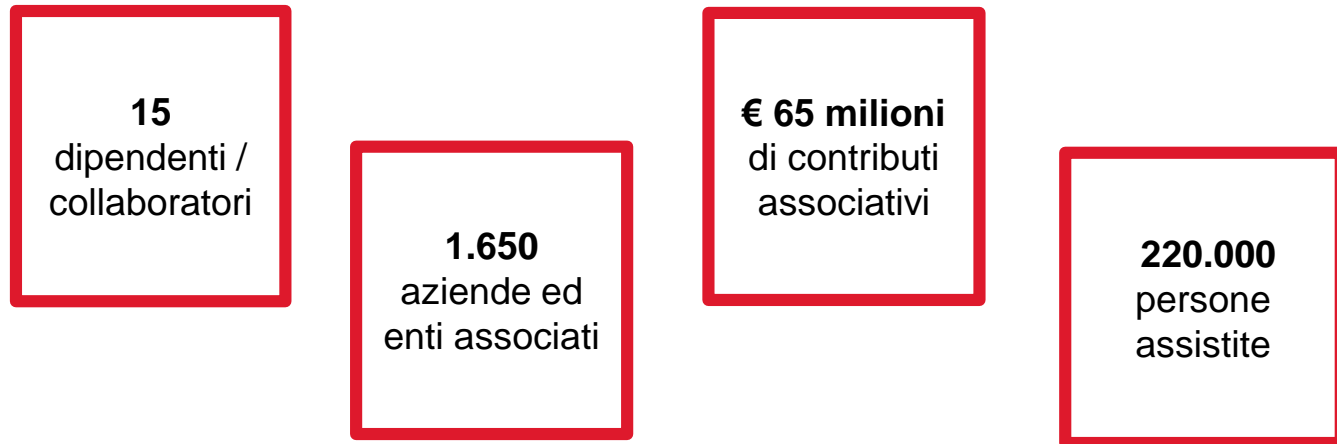 15
dipendenti /
collaboratori
1.650
aziende ed
enti associati
€ 65 milioni
di contributi
associativi
220.000
persone
assistite